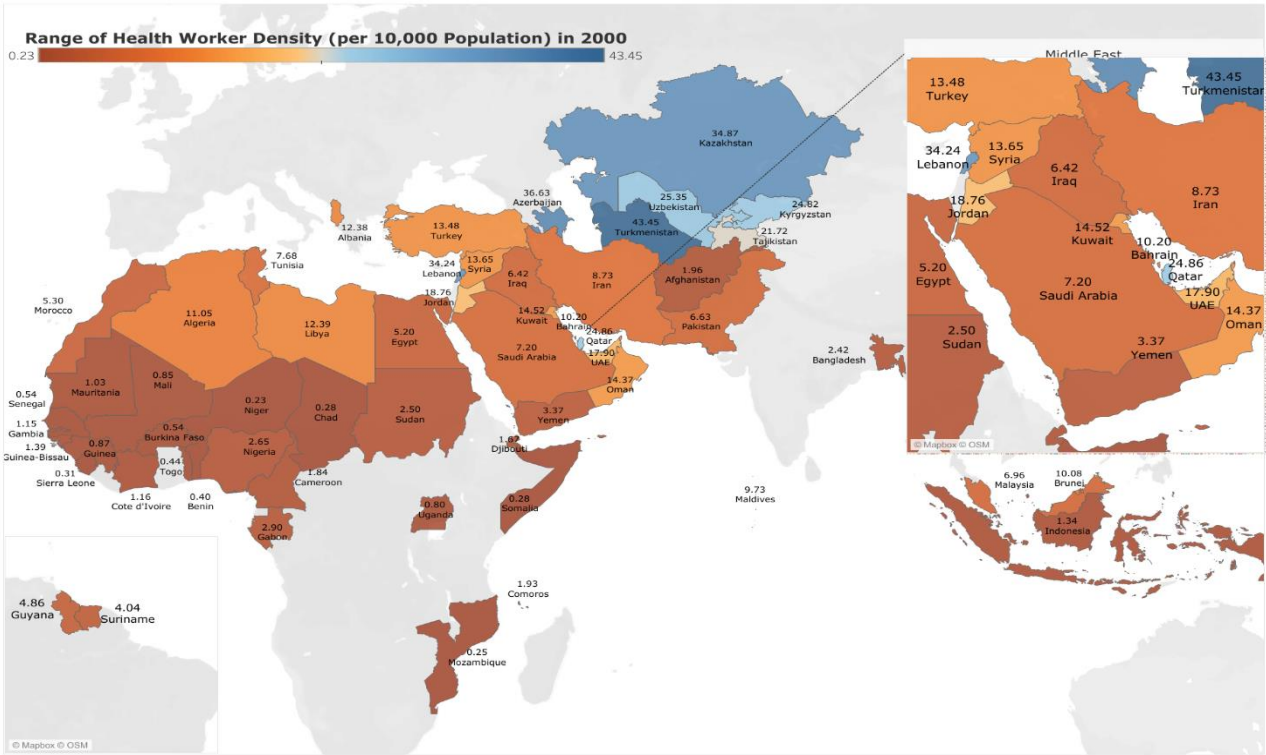 Range of Health Worker Density (per 10,000 Population) in 2000
0.23
43.45
34.87
Kazakhstan
36.63
Azerbaijan
25.35
Uzbekistan
24.82
Kyrgyzstan
43.45
Turkmenistan
21.72
Tajikistan
12.38
Albania
13.48
Turkey
7.68
Tunisia
34.24
Lebanon
13.65
Syria
6.42
Iraq
8.73
Iran
1.96
Afghanistan
18.76
Jordan
5.30
Morocco
11.05
Algeria
12.39
Libya
5.20
Egypt
14.52
Kuwait
10.20
Bahrain
24.86
Qatar
6.63
Pakistan
7.20
Saudi Arabia
17.90
UAE
14.37
Oman
2.42
Bangladesh
1.03
Mauritania
0.85
Mali
0.23
Niger
0.28
Chad
2.50
Sudan
3.37
Yemen
0.54
Senegal
1.15
Gambia
1.39
Guinea-Bissau
0.87
Guinea
0.54
Burkina Faso
2.65
Nigeria
1.67
Djibouti
0.31
Sierra Leone
0.44
Togo
1.16
Cote d'Ivoire
0.40
Benin
1.84
Cameroon
0.80
Uganda
0.28
Somalia
2.90
Gabon
9.73
Maldives
1.93
Comoros
0.25
Mozambique
6.96
Malaysia
10.08
Brunei
1.34
Indonesia
4.86
Guyana
4.04
Suriname
© Mapbox © OSM
Middle East
13.48
Turkey
43.45
Turkmenistan
34.24
Lebanon
13.65
Syria
6.42
Iraq
8.73
Iran
18.76
Jordan
14.52
Kuwait
10.20
Bahrain
24.86
Qatar
5.20
Egypt
7.20
Saudi Arabia
17.90
UAE
14.37
Oman
2.50
Sudan
3.37
Yemen
© Mapbox © OSM